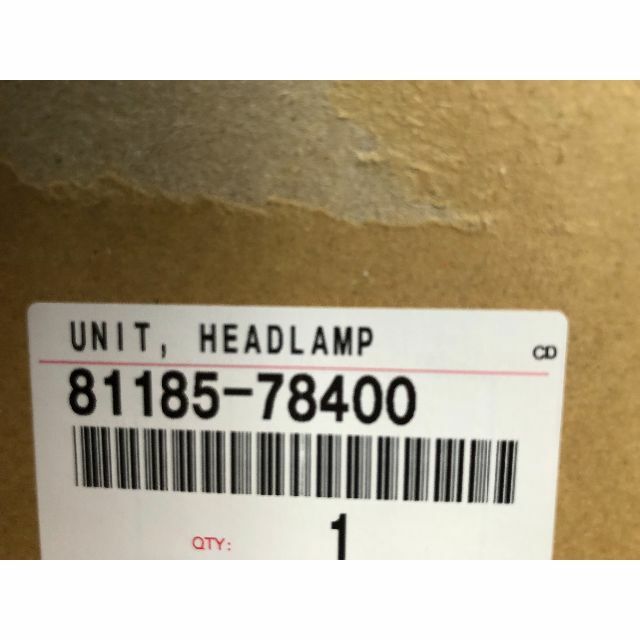 UNIT, HEADLAMP
CD
81185-78400
QTY: 1